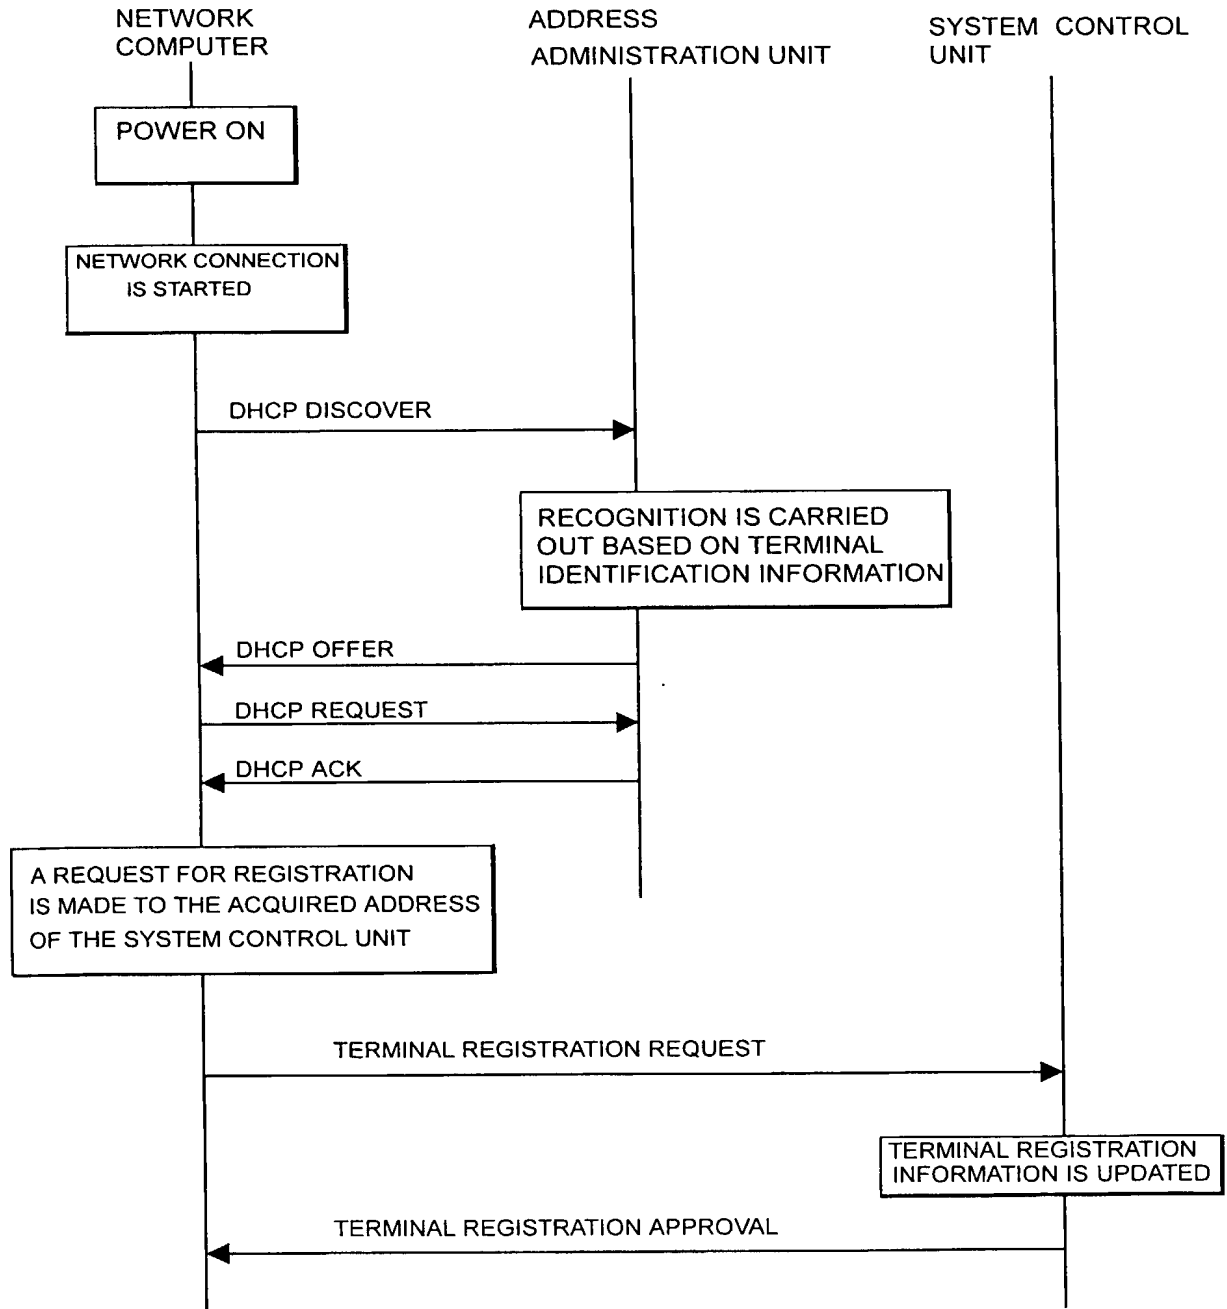 NETWORK
COMPUTER
ADDRESS
ADMINISTRATION UNIT
SYSTEM CONTROL
UNIT
POWER ON
NETWORK CONNECTION
IS STARTED
DHCP DISCOVER
RECOGNITION IS CARRIED
OUT BASED ON TERMINAL
IDENTIFICATION INFORMATION
DHCP OFFER
DHCP REQUEST
DHCP ACK
A REQUEST FOR REGISTRATION
IS MADE TO THE ACQUIRED ADDRESS
OF THE SYSTEM CONTROL UNIT
TERMINAL REGISTRATION REQUEST
TERMINAL REGISTRATION
INFORMATION IS UPDATED
TERMINAL REGISTRATION APPROVAL